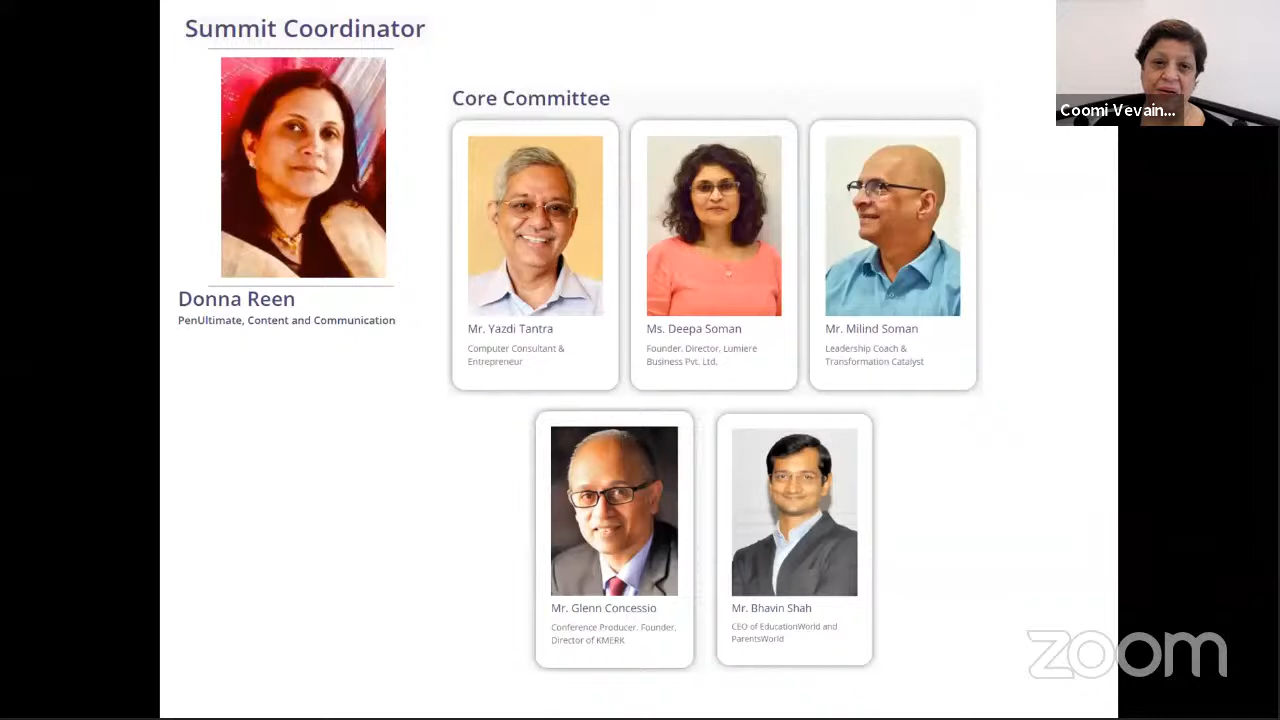 Summit Coordinator
Donna Reen
PenUltimate, Content and Communication
Core Committee
Mr. Yazdi Tantra
Computer Consultant &
Entrepreneur
Ms. Deepa Soman
Founder. Director, Lumiere
Business Pvt. Ltd.
Mr. Milind Soman
Leadership Coach &
Transformation Catalyst
Mr. Glenn Concessio
Conference Producer. Founder,
Director of KMERK
Mr. Bhavin Shah
CEO of EducationWorld and
ParentsWorld
Coomi Vevain...
zoom